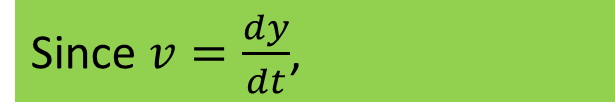 Since v = dy/dt,